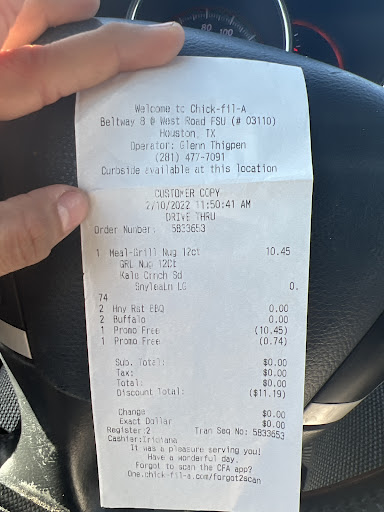 80 100
Welcome to Chick-fil-A
Beltway 8 @ West Road FSU (# 03110)
Houston, TX
Operator: Glenn Thigpen
(281) 477-7091
Curbside available at this location
CUSTOMER COPY
2/10/2022 11:50:41 AM
DRIVE THRU
Order Number: 5833653
1 Meal-Grill Nug 12ct 10.45
GRL Nug 12Ct
Kale Crnch Sd
SnyleaLn LG 0.
74
2 Hny Rst BBQ 0.00
2 Buffalo 0.00
1 Promo Free (10.45)
1 Promo Free (0.74)
Sub. Total: $0.00
Tax: $0.00
Total: $0.00
Discount Total: ($11.19)
Change $0.00
Exact Dollar $0.00
Register:2 Tran Seq No: 5833653
Cashier:
It was a pleasure serving you!
Have a wonderful day.
Forgot to scan the CFA app?
One.chick-fil-a.com/forgot2scan